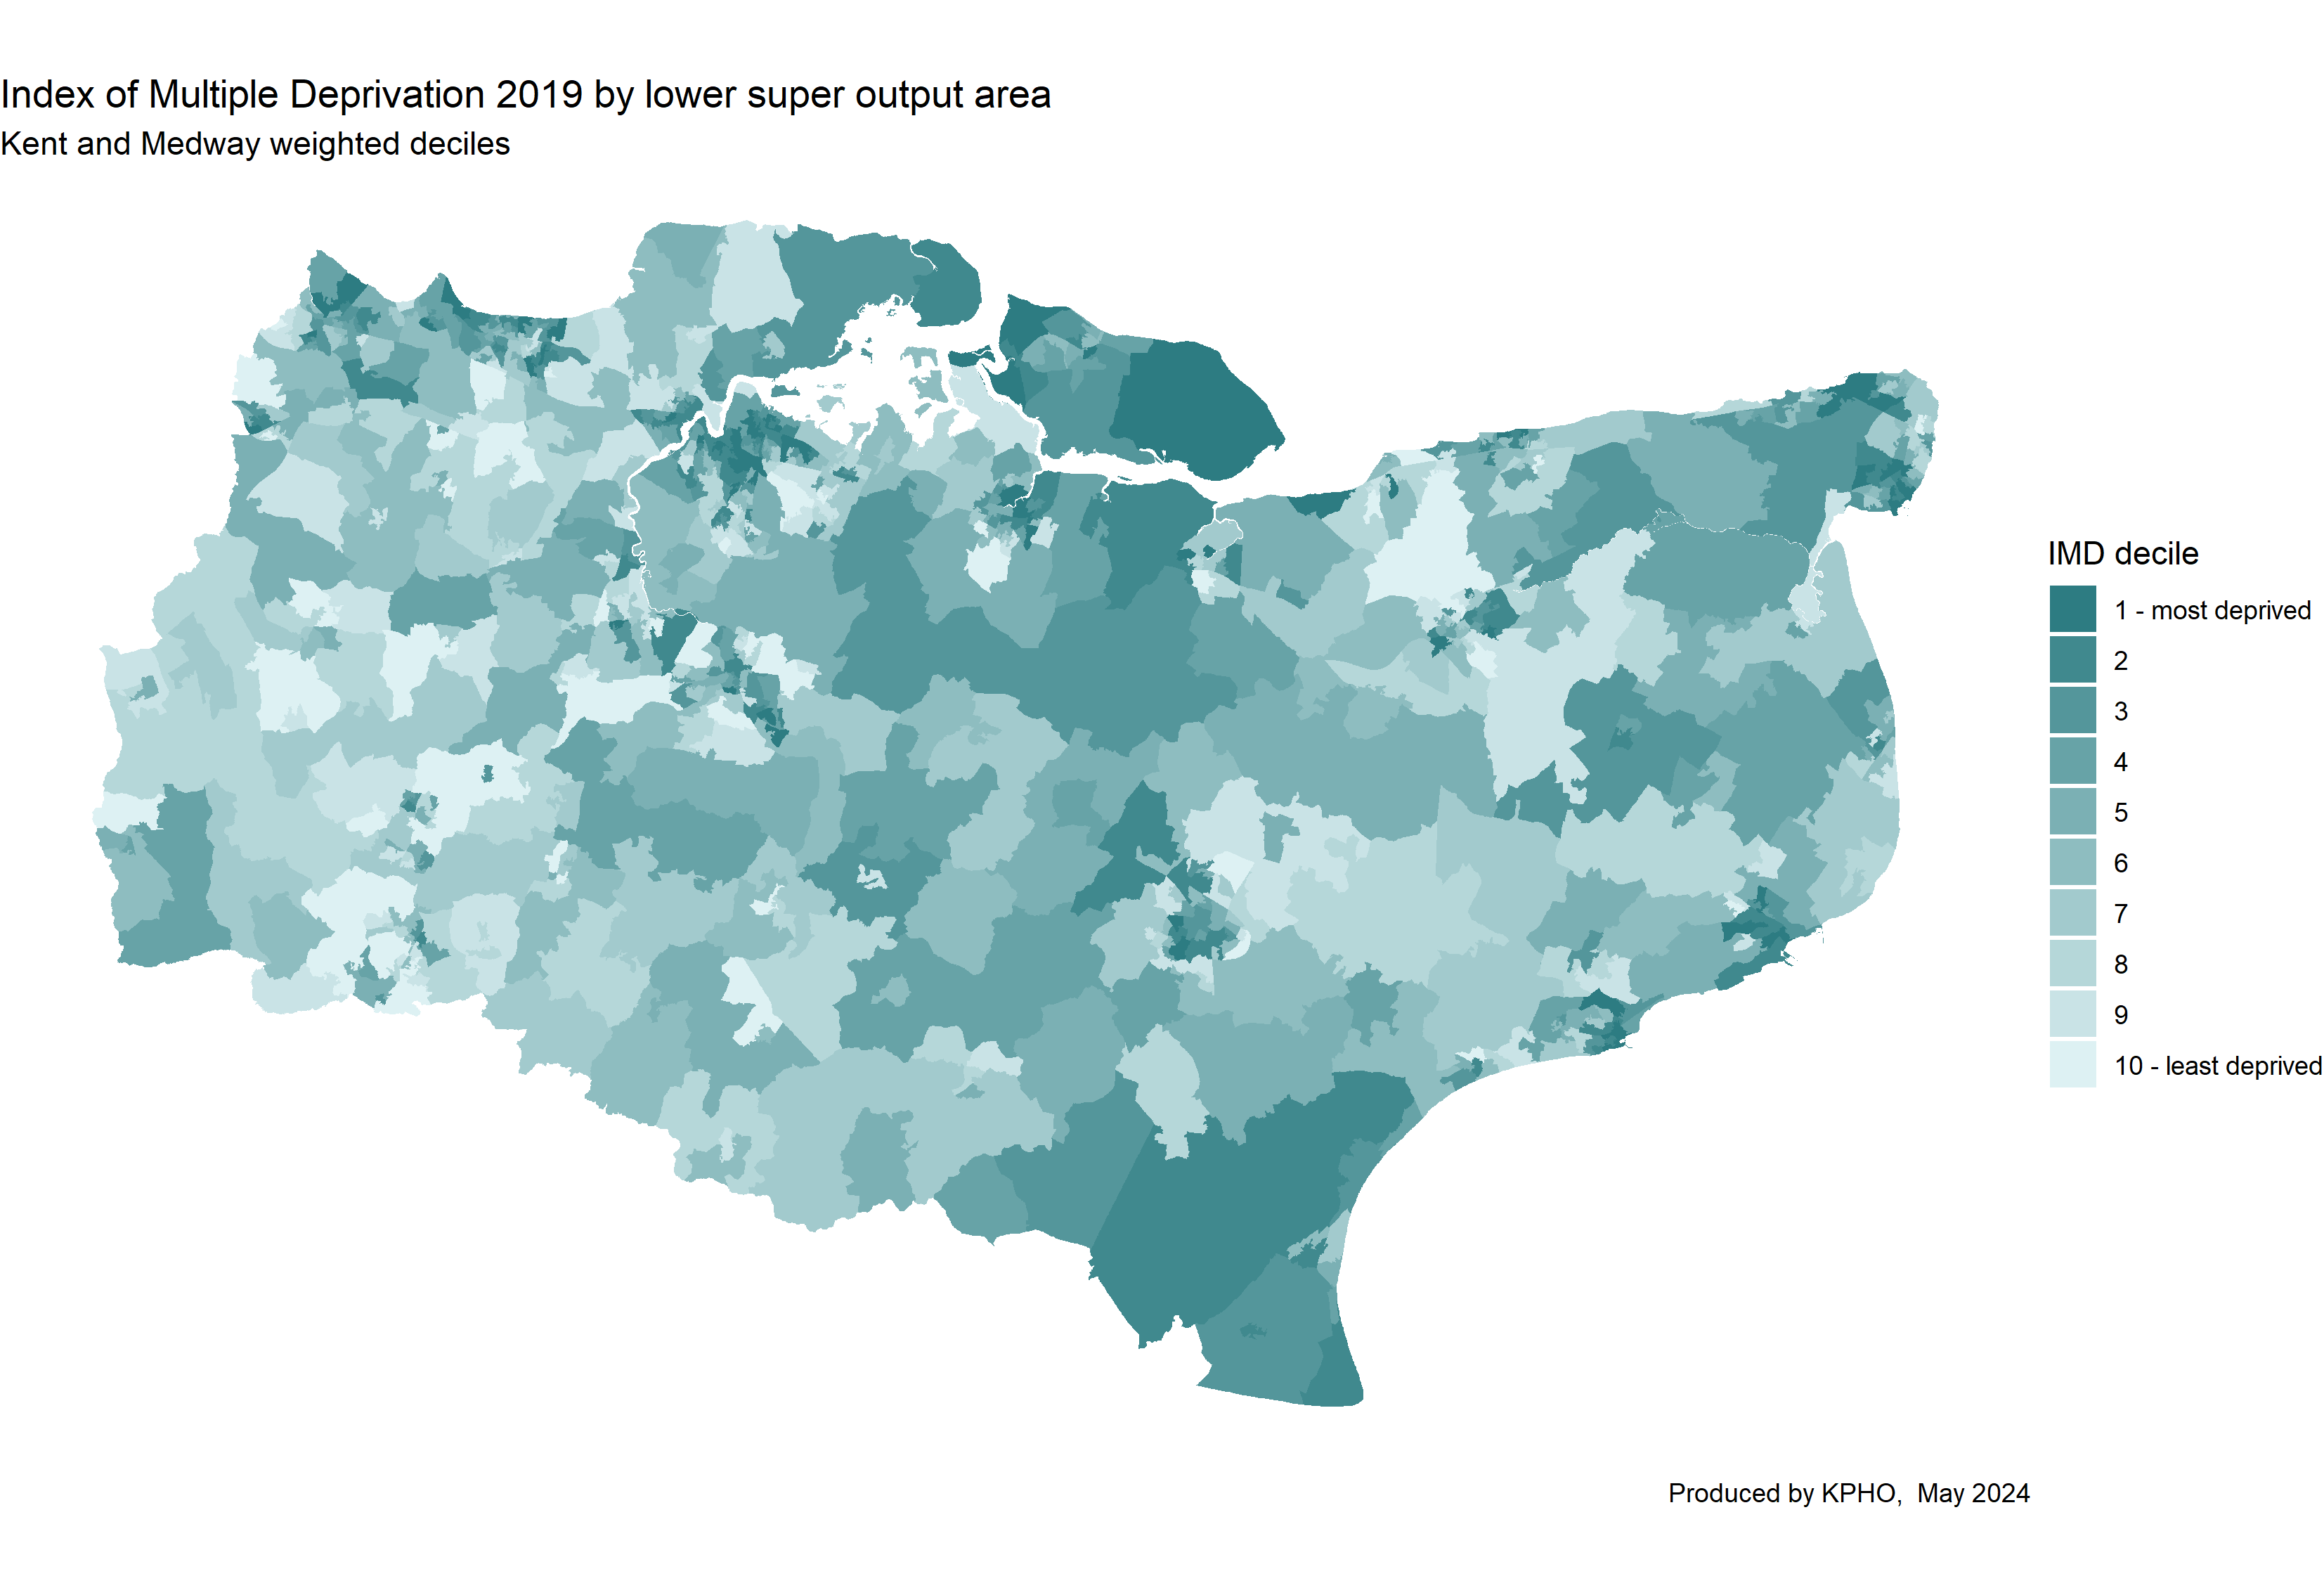 Index of Multiple Deprivation 2019 by lower super output area
Kent and Medway weighted deciles
IMD decile
1 - most deprived
2
3
4
5
6
7
8
9
10 - least deprived
Produced by KPHO,  May 2024